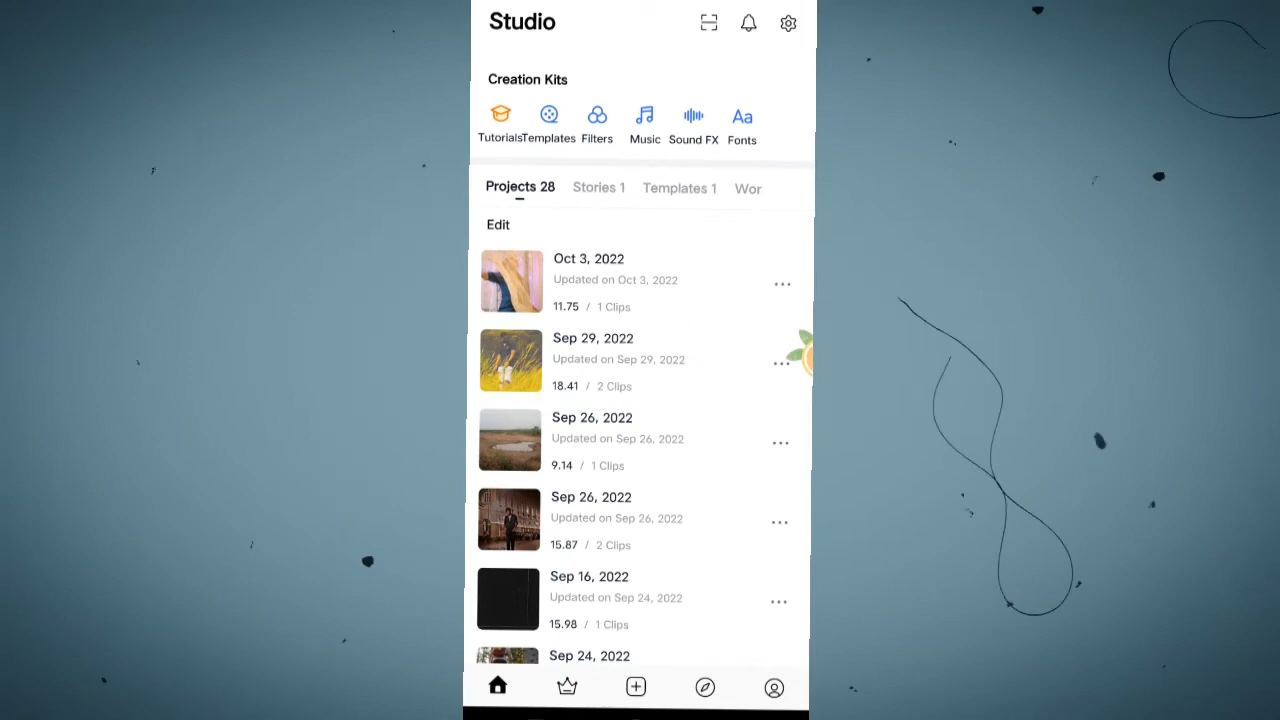 Studio
Creation Kits
Tutorials Templates Filters Music Sound FX Fonts
Aa
Projects 28 Stories 1 Templates 1 Wor
Edit
Oct 3, 2022
Updated on Oct 3, 2022
11.75 / 1 Clips
Sep 29, 2022
Updated on Sep 29, 2022
18.41 / 2 Clips
Sep 26, 2022
Updated on Sep 26, 2022
9.14 / 1 Clips
Sep 26, 2022
Updated on Sep 26, 2022
15.87 / 2 Clips
Sep 16, 2022
Updated on Sep 24, 2022
15.98 / 1 Clips
Sep 24, 2022